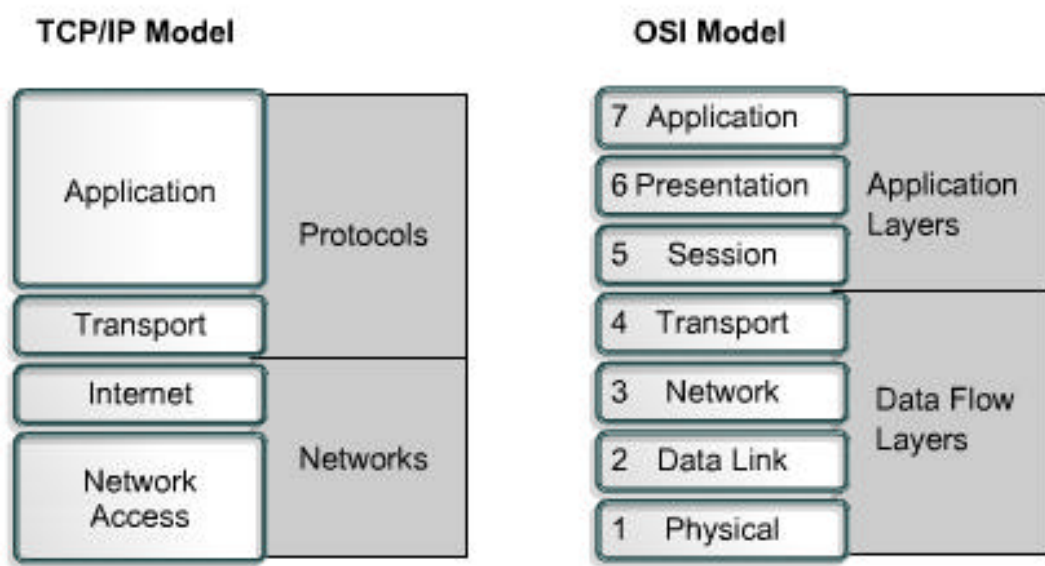 TCP/IP Model
Application
Transport
Internet
Network
Access
Protocols
Networks
OSI Model
7 Application
6 Presentation
5 Session
4 Transport
3 Network
2 Data Link
1 Physical
Application
Layers
Data Flow
Layers